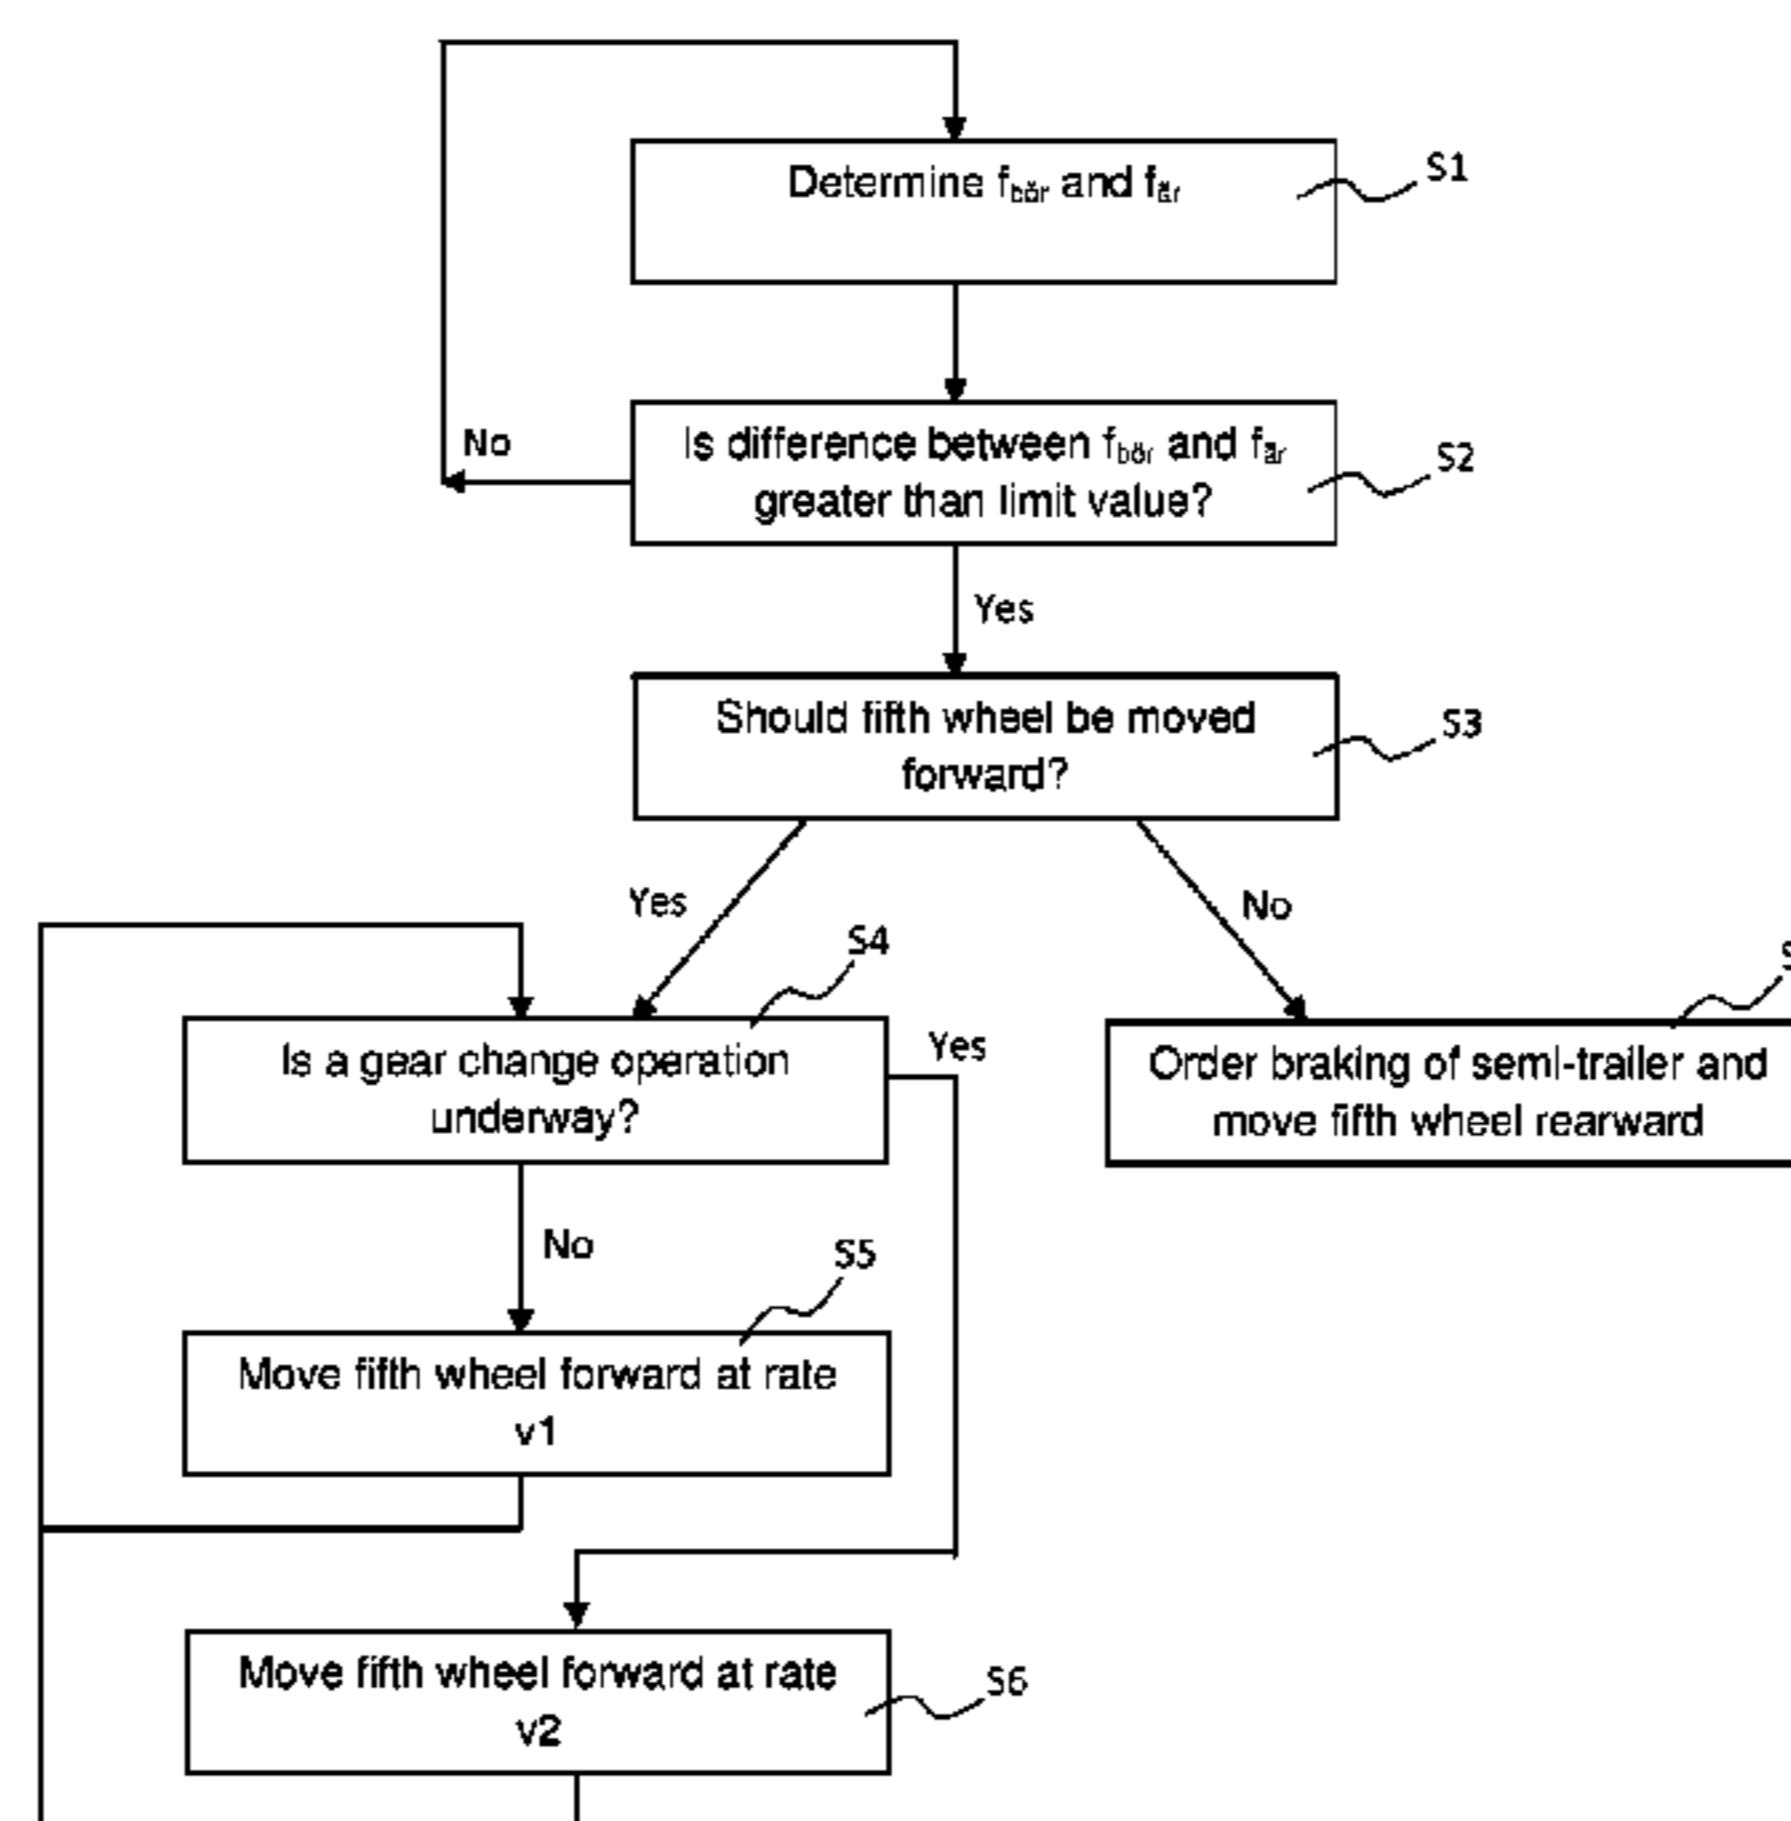 Determine fbör and fär
S1
Is difference between fbör and fär
greater than limit value?
S2
No
Yes
Should fifth wheel be moved
forward?
S3
Yes
No
S4
Is a gear change operation
underway?
Yes
Order braking of semi-trailer and
move fifth wheel rearward
No
S5
Move fifth wheel forward at rate
v1
Move fifth wheel forward at rate
v2
S6